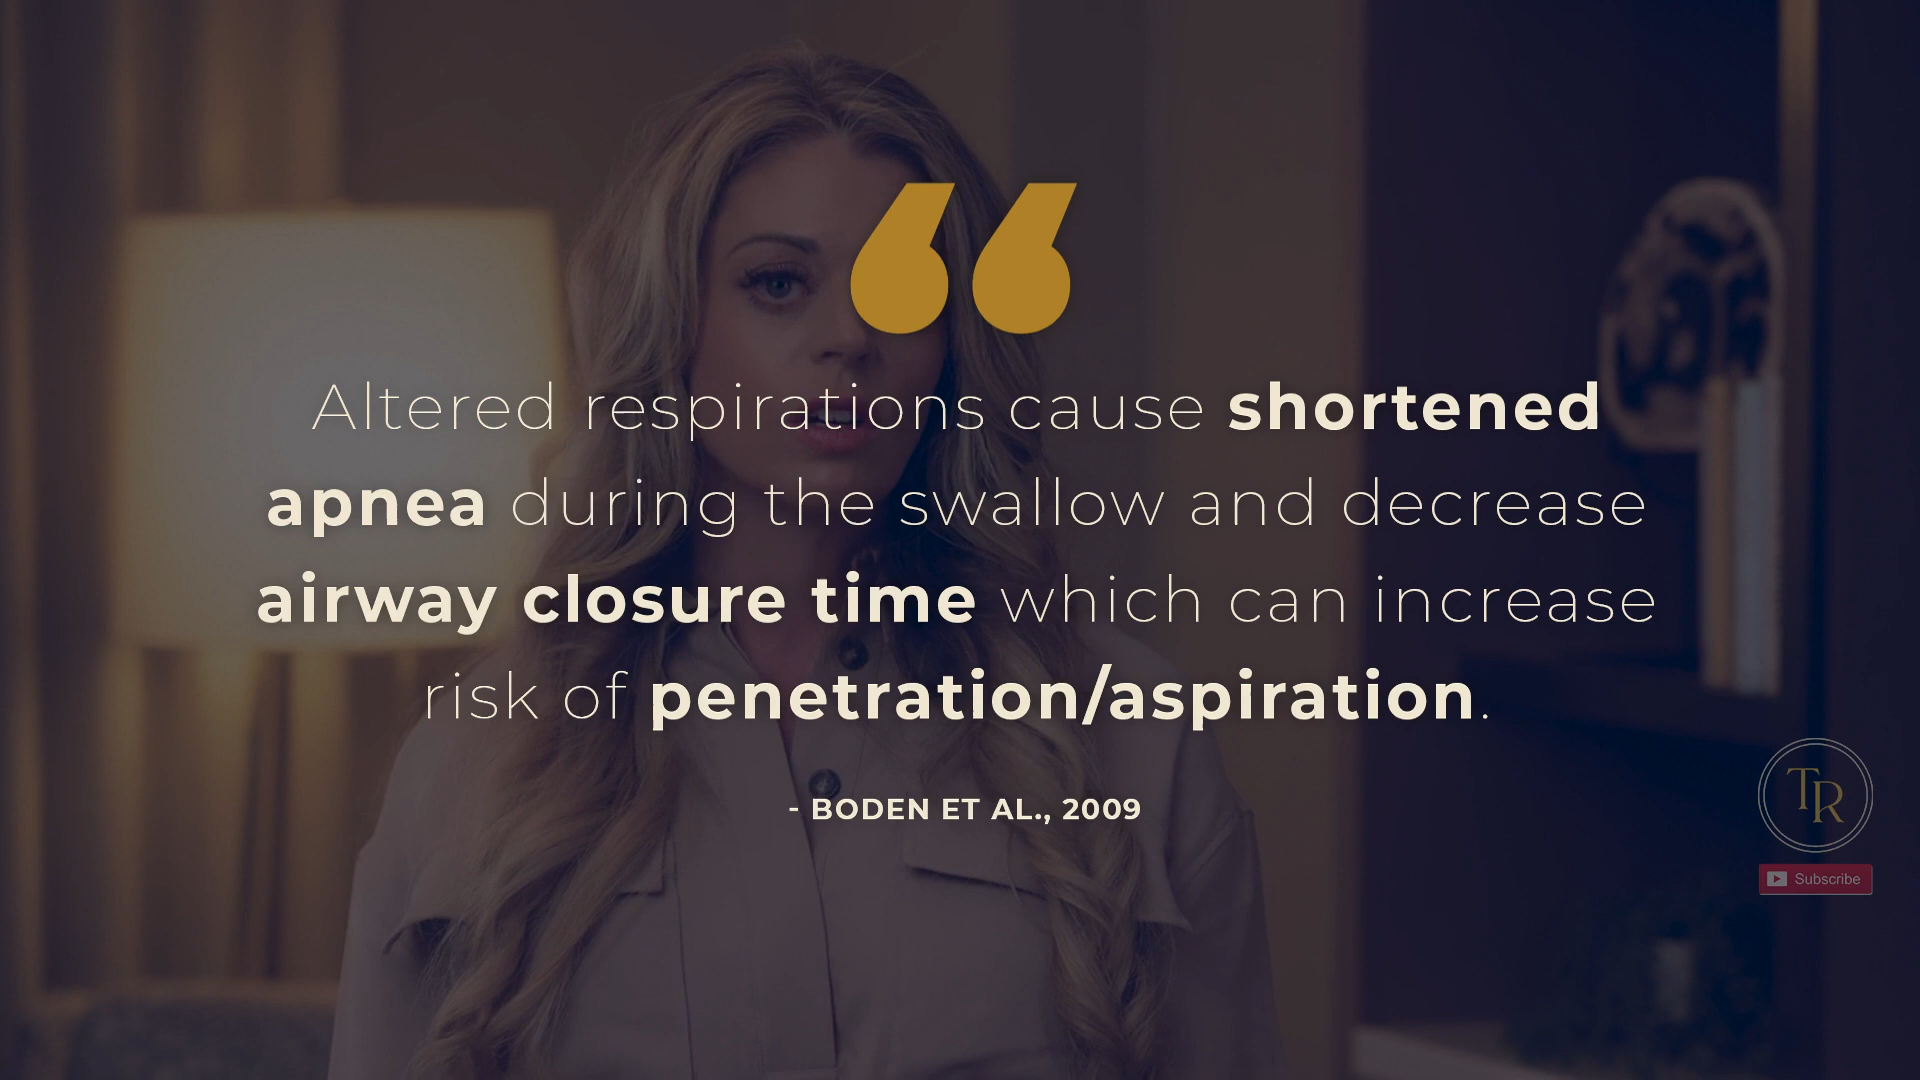 “
Altered respirations cause shortened
apnea during the swallow and decrease
airway closure time which can increase
risk of penetration/aspiration.
- BODEN ET AL., 2009
TR
Subscribe